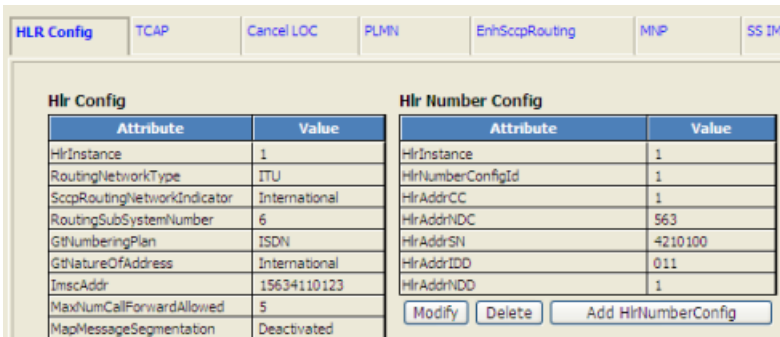 HLR Config TCAP Cancel LOC PLMN EnhSccpRouting MNP SS IM
Hlr Config
Attribute Value
HlrInstance 1
RoutingNetworkType ITU
SccpRoutingNetworkIndicator International
RoutingSubSystemNumber 6
GtNumberingPlan ISDN
GtNatureOfAddress International
ImscAddr 15634110123
MaxNumCallForwardAllowed 5
MapMessageSegmentation Deactivated
Hlr Number Config
Attribute Value
HlrInstance 1
HlrNumberConfigId 1
HlrAddrCC 1
HlrAddrNDC 563
HlrAddrSN 4210100
HlrAddrIDD 011
HlrAddrNDD 1
Modify Delete Add HlrNumberConfig